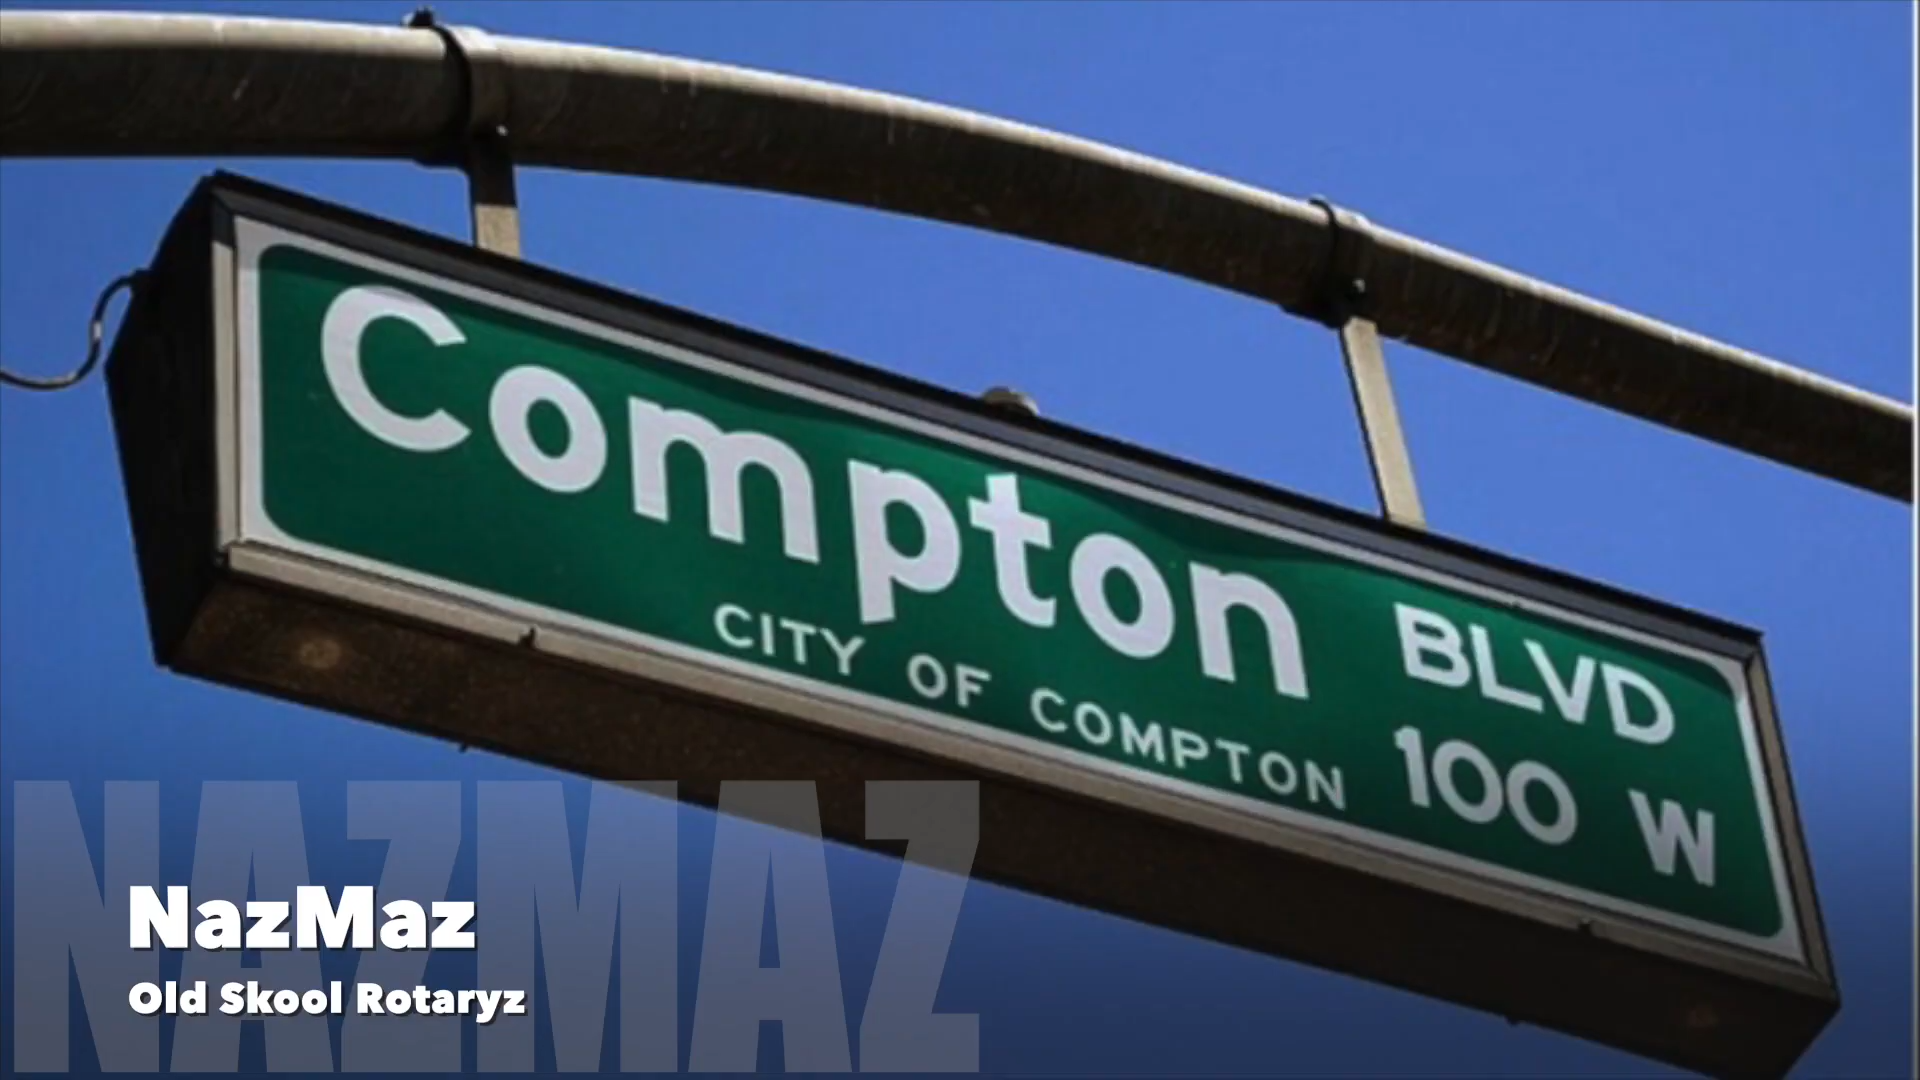 Compton BLVD
CITY OF COMPTON 100 W
NAZMAZ
NazMaz
Old Skool Rotaryz